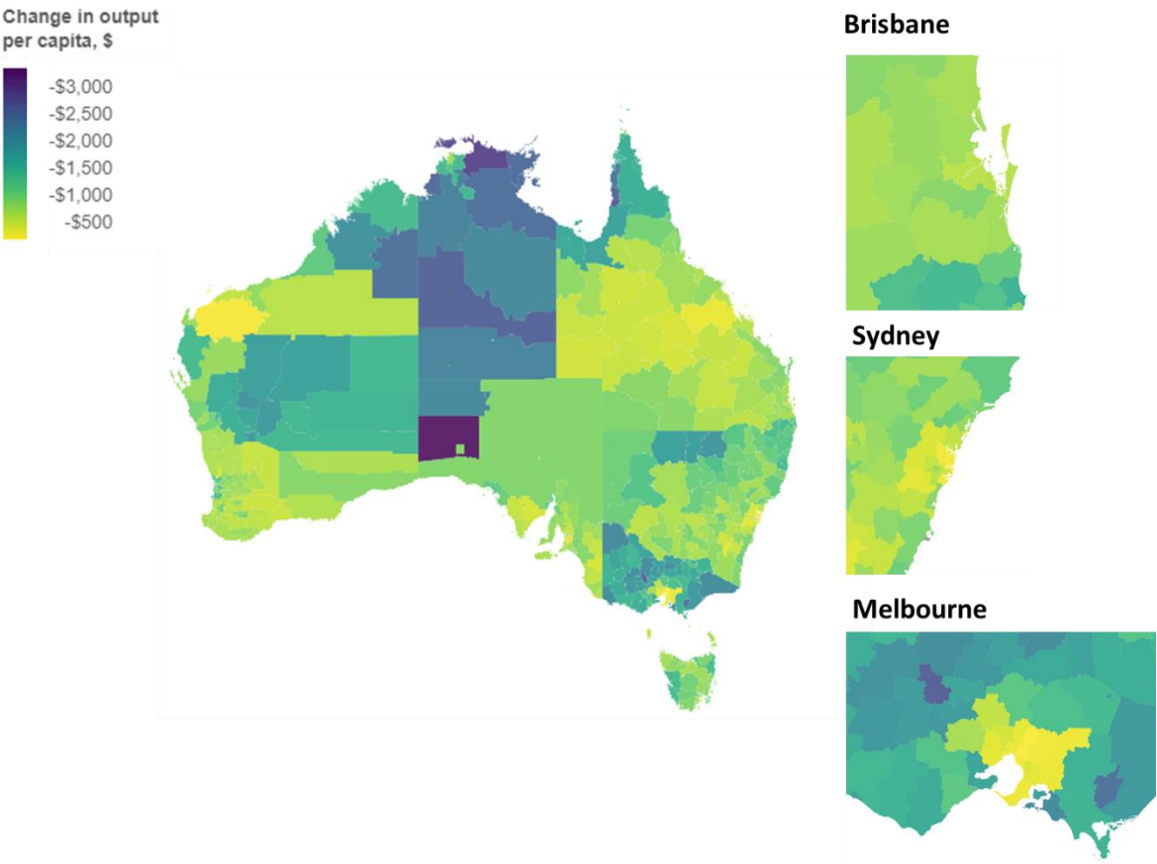 Change in output
per capita, $
-$3,000
-$2,500
-$2,000
-$1,500
-$1,000
-$500
Brisbane
Sydney
Melbourne